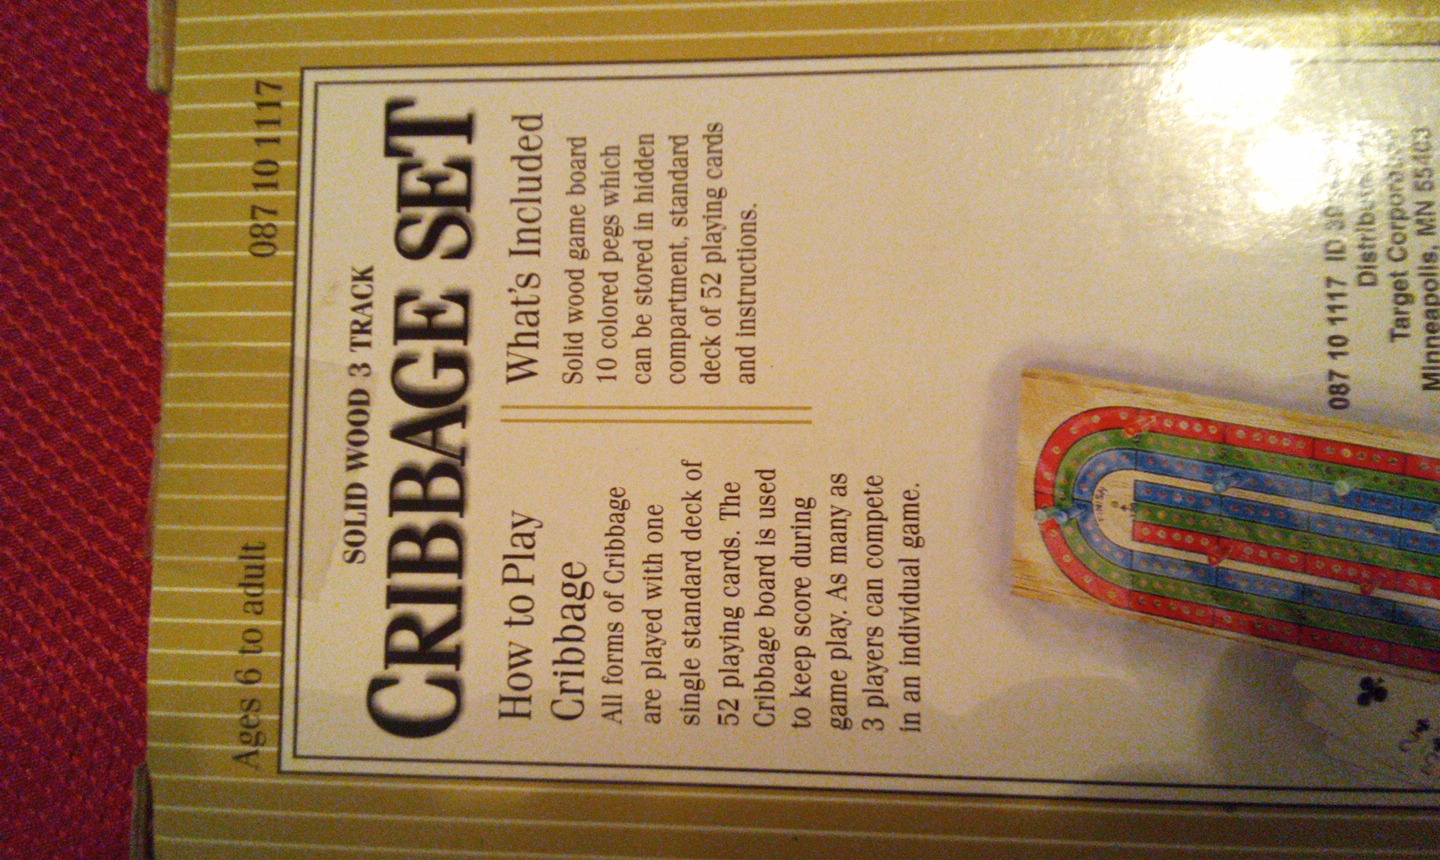 Ages 6 to adult
087 10 1117
SOLID WOOD 3 TRACK
CRIBBAGE SET
How to Play
Cribbage
All forms of Cribbage
are played with one
single standard deck of
52 playing cards. The
Cribbage board is used
to keep score during
game play. As many as
3 players can compete
in an individual game.
What's Included
Solid wood game board
10 colored pegs which
can be stored in hidden
compartment, standard
deck of 52 playing cards
and instructions.
FINISH
087 10 1117 ID
Target Corporation
Minneapolis, MN 55403